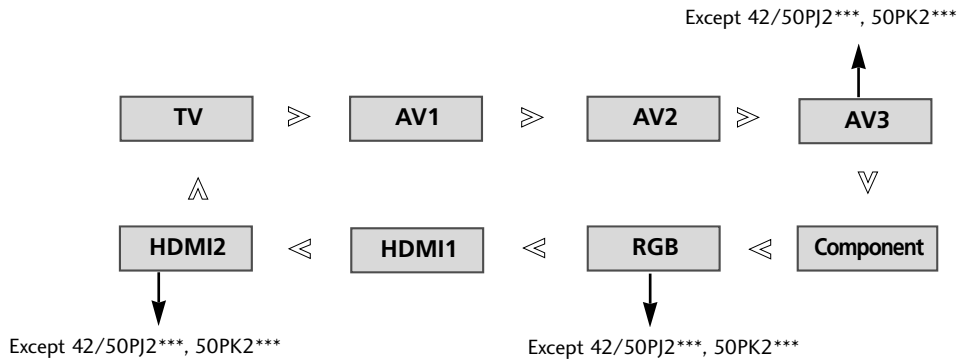 Except 42/50PJ2***, 50PK2***
TV
AV1
AV2
AV3
HDMI2
HDMI1
RGB
Component
Except 42/50PJ2***, 50PK2***
Except 42/50PJ2***, 50PK2***